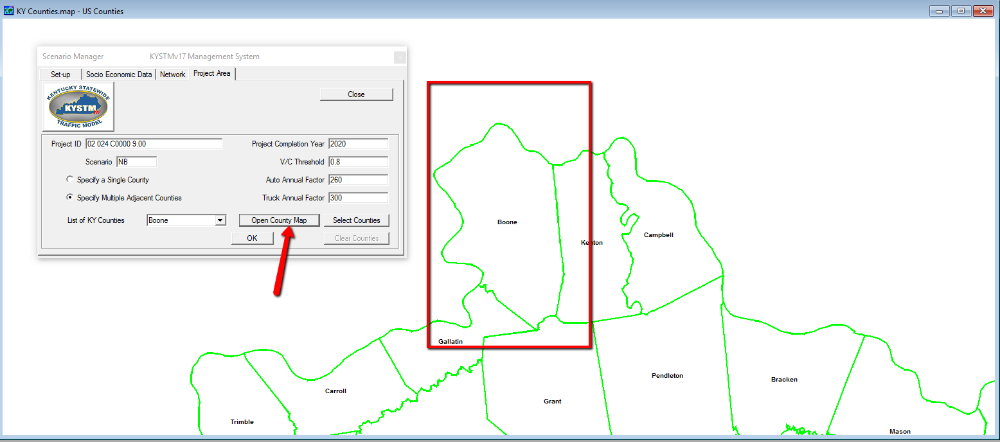 KY Counties.map - US Counties
Scenario Manager KYSTMv17 Management System
Set-up Socio Economic Data Network Project Area
KENTUCKY STATEWIDE
KYSTM
TRAFFIC MODEL
Close
Project ID 02 024 C0000 9.00 Project Completion Year 2020
Scenario NB V/C Threshold 0.8
Specify a Single County Auto Annual Factor 260
Specify Multiple Adjacent Counties Truck Annual Factor 300
List of KY Counties Boone Open County Map Select Counties
OK Clear Counties
Boone
Kenton
Campbell
Gallatin
Carroll
Trimble
Grant
Pendleton
Bracken
Mason